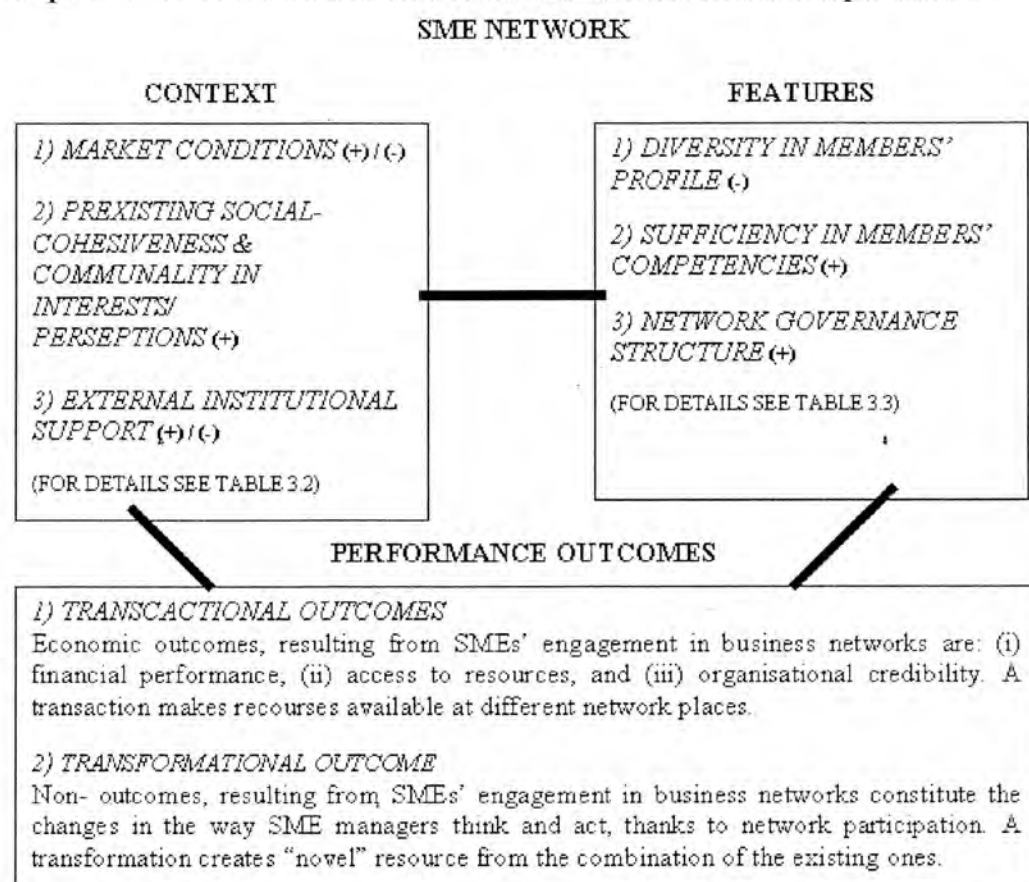 SME NETWORK
CONTEXT
1) MARKET CONDITIONS (+) / (-)
2) PREXISTING SOCIAL-
COHESIVENESS &
COMMUNALITY IN
INTERESTS/
PERSEPTIONS (+)
3) EXTERNAL INSTITUTIONAL
SUPPORT (+) / (-)
(FOR DETAILS SEE TABLE 3.2)
FEATURES
1) DIVERSITY IN MEMBERS'
PROFILE (-)
2) SUFFICIENCY IN MEMBERS'
COMPETENCIES (+)
3) NETWORK GOVERNANCE
STRUCTURE (+)
(FOR DETAILS SEE TABLE 3.3)
PERFORMANCE OUTCOMES
1) TRANSCACTIONAL OUTCOMES
Economic outcomes, resulting from SMEs' engagement in business networks are: (i)
financial performance, (ii) access to resources, and (iii) organisational credibility. A
transaction makes recourses available at different network places.
2) TRANSFORMATIONAL OUTCOME
Non- outcomes, resulting from SMEs' engagement in business networks constitute the
changes in the way SME managers think and act, thanks to network participation. A
transformation creates "novel" resource from the combination of the existing ones.